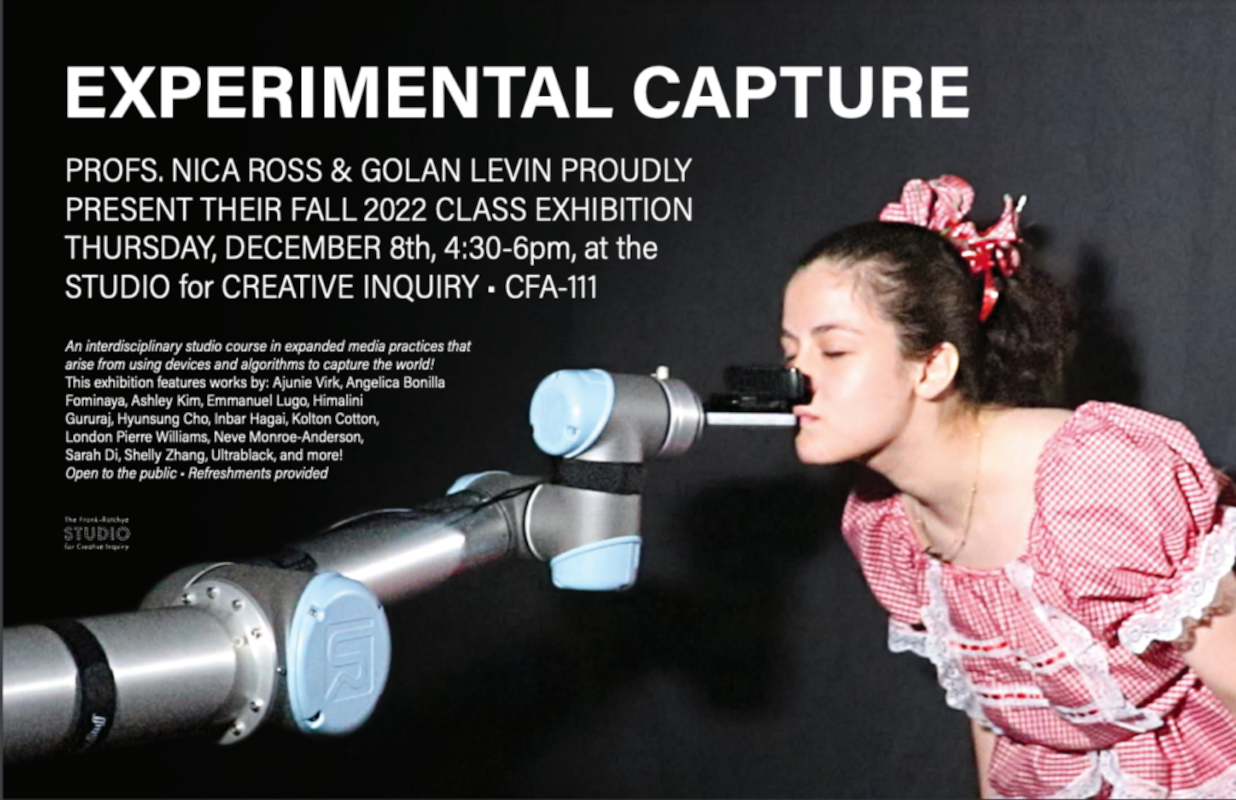 EXPERIMENTAL CAPTURE
PROFS. NICA ROSS & GOLAN LEVIN PROUDLY
PRESENT THEIR FALL 2022 CLASS EXHIBITION
THURSDAY, DECEMBER 8th, 4:30-6pm, at the
STUDIO for CREATIVE INQUIRY • CFA-111
An interdisciplinary studio course in expanded media practices that
arise from using devices and algorithms to capture the world!
This exhibition features works by: Ajunie Virk, Angelica Bonilla
Fominaya, Ashley Kim, Emmanuel Lugo, Himalini
Gururaj, Hyunsung Cho, Inbar Hagai, Kolton Cotton,
London Pierre Williams, Neve Monroe-Anderson,
Sarah Di, Shelly Zhang, Ultrablack, and more!
Open to the public • Refreshments provided
The Frank-Ratchye
STUDIO
for Creative Inquiry
UR